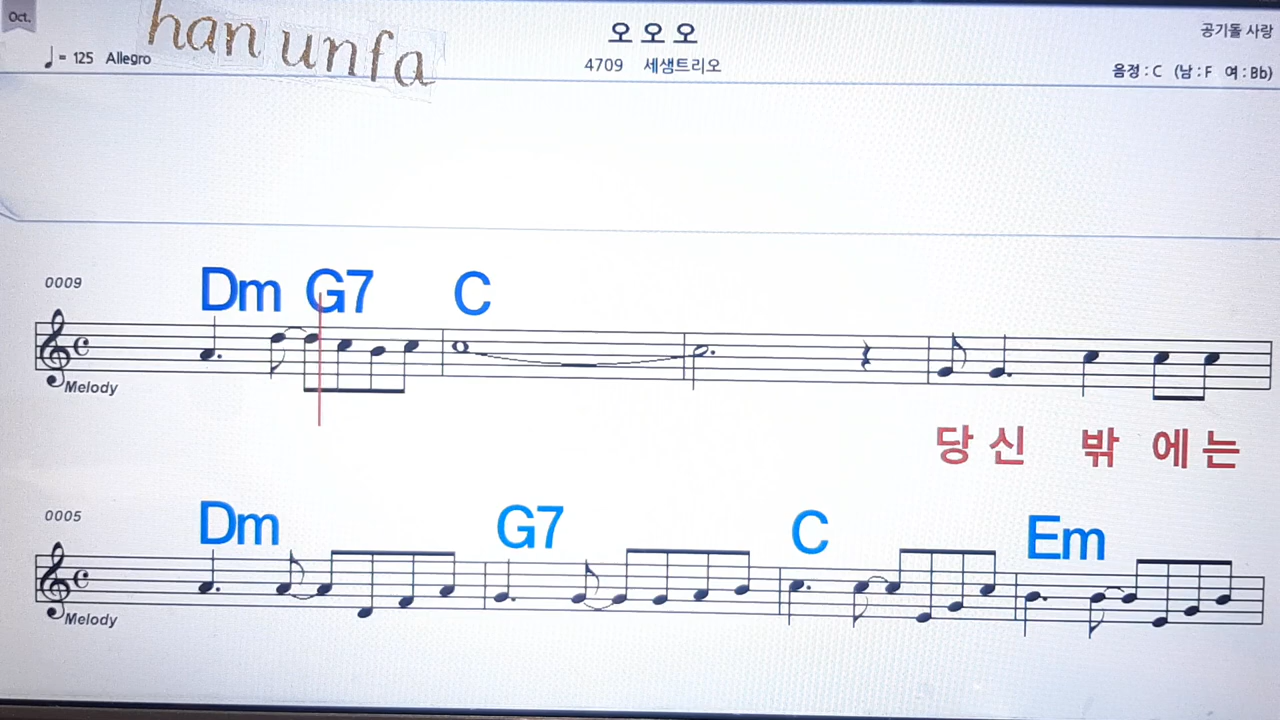 Oct.
han unfa
오 오 오
공기돌 사랑
♩= 125 Allegro
4709 세샘트리오
음정 : C (남 : F 여 : Bb)
0009
Dm G7 C
Melody
당 신 밖 에 는
0005
Dm G7 C Em
Melody